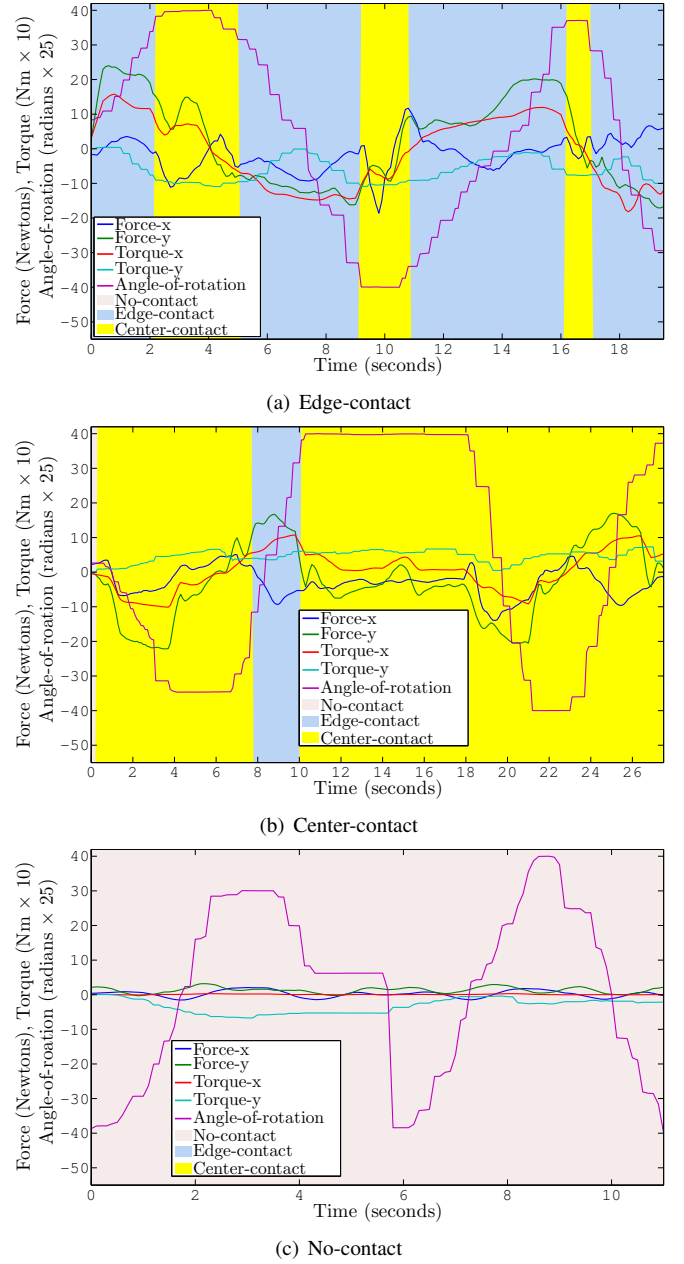 40
30
20
10
0
-10
-20
-30
-40
-50
Force (Newtons), Torque (Nm × 10)
Angle-of-roation (radians × 25)
Force-x
Force-y
Torque-x
Torque-y
Angle-of-rotation
No-contact
Edge-contact
Center-contact
0 2 4 6 8 10 12 14 16 18
Time (seconds)
(a) Edge-contact
40
30
20
10
0
-10
-20
-30
-40
-50
Force (Newtons), Torque (Nm × 10)
Angle-of-roation (radians × 25)
Force-x
Force-y
Torque-x
Torque-y
Angle-of-rotation
No-contact
Edge-contact
Center-contact
0 2 4 6 8 10 12 14 16 18 20 22 24 26
Time (seconds)
(b) Center-contact
40
30
20
10
0
-10
-20
-30
-40
-50
Force (Newtons), Torque (Nm × 10)
Angle-of-roation (radians × 25)
Force-x
Force-y
Torque-x
Torque-y
Angle-of-rotation
No-contact
Edge-contact
Center-contact
0 2 4 6 8 10
Time (seconds)
(c) No-contact